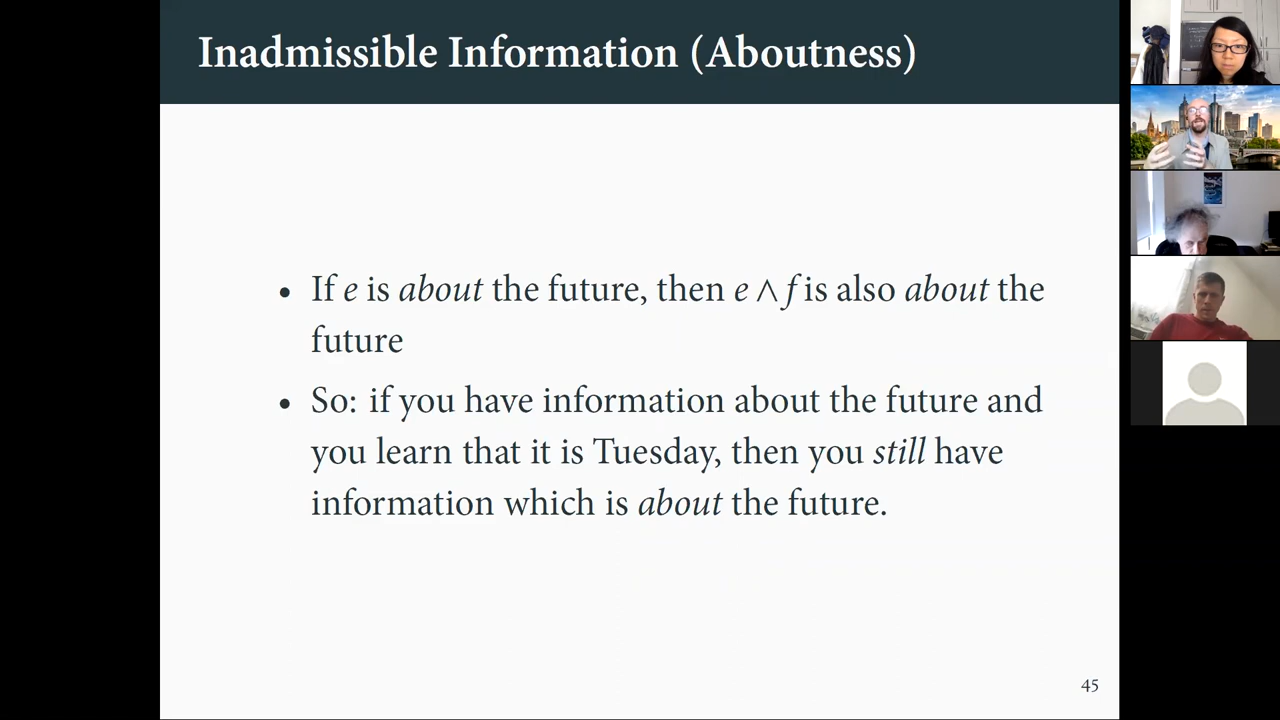 Inadmissible Information (Aboutness)
• If e is about the future, then e ∧ f is also about the
future
• So: if you have information about the future and
you learn that it is Tuesday, then you still have
information which is about the future.
45